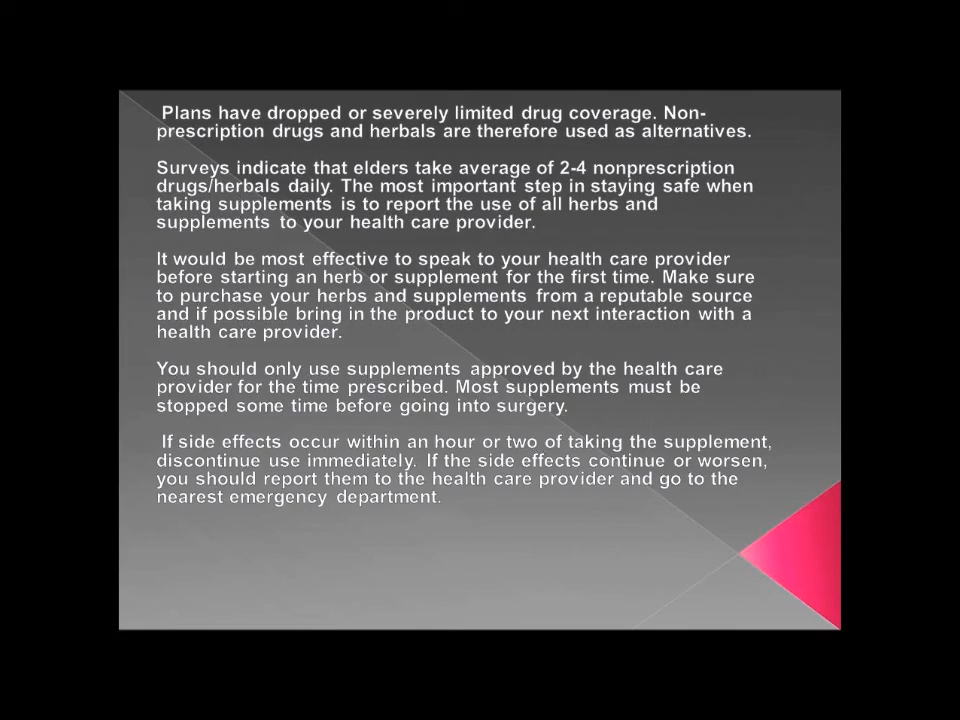 Plans have dropped or severely limited drug coverage. Non-
prescription drugs and herbals are therefore used as alternatives.
Surveys indicate that elders take average of 2-4 nonprescription
drugs/herbals daily. The most important step in staying safe when
taking supplements is to report the use of all herbs and
supplements to your health care provider.
It would be most effective to speak to your health care provider
before starting an herb or supplement for the first time. Make sure
to purchase your herbs and supplements from a reputable source
and if possible bring in the product to your next interaction with a
health care provider.
You should only use supplements approved by the health care
provider for the time prescribed. Most supplements must be
stopped some time before going into surgery.
If side effects occur within an hour or two of taking the supplement,
discontinue use immediately. If the side effects continue or worsen,
you should report them to the health care provider and go to the
nearest emergency department.